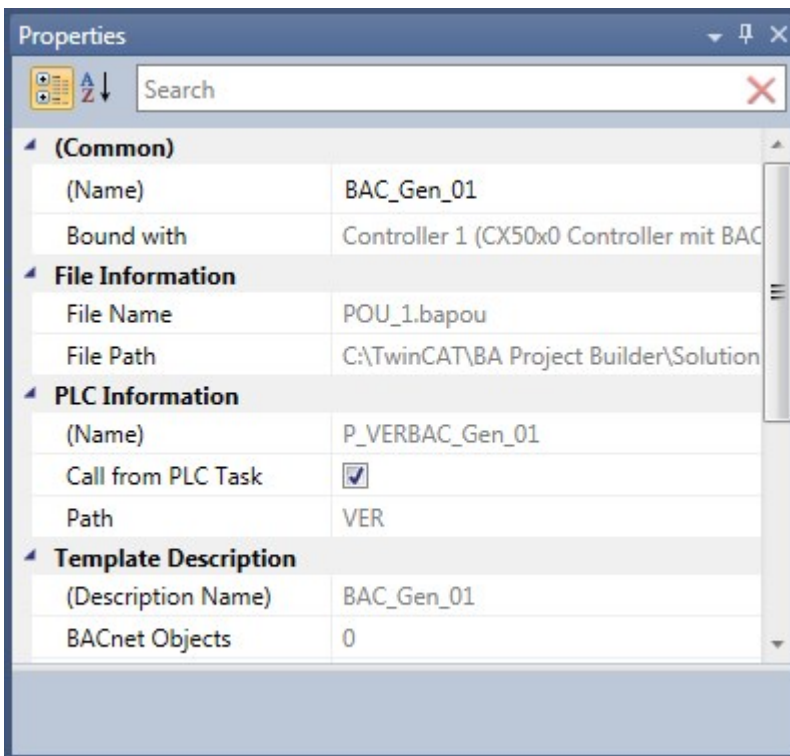 Properties
A
Z
Search
(Common)
(Name) BAC_Gen_01
Bound with Controller 1 (CX50x0 Controller mit BAC
File Information
File Name POU_1.bapou
File Path C:\TwinCAT\BA Project Builder\Solution
PLC Information
(Name) P_VERBAC_Gen_01
Call from PLC Task
Path VER
Template Description
(Description Name) BAC_Gen_01
BACnet Objects 0